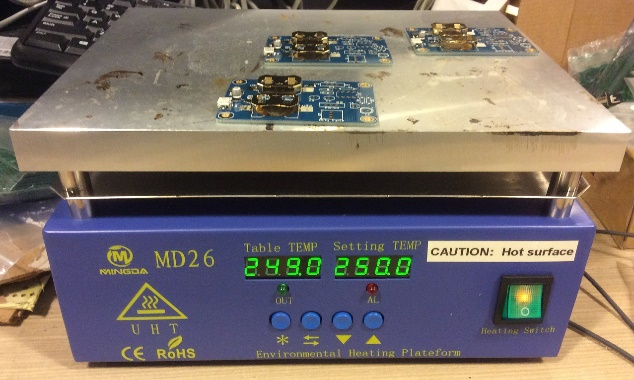 Table TEMP Setting TEMP
CAUTION: Hot surface
MINGDA
MD26
249.0 250.0
OUT AL
UHT
Heating Switch
CE RoHS
Environmental Heating Plateform